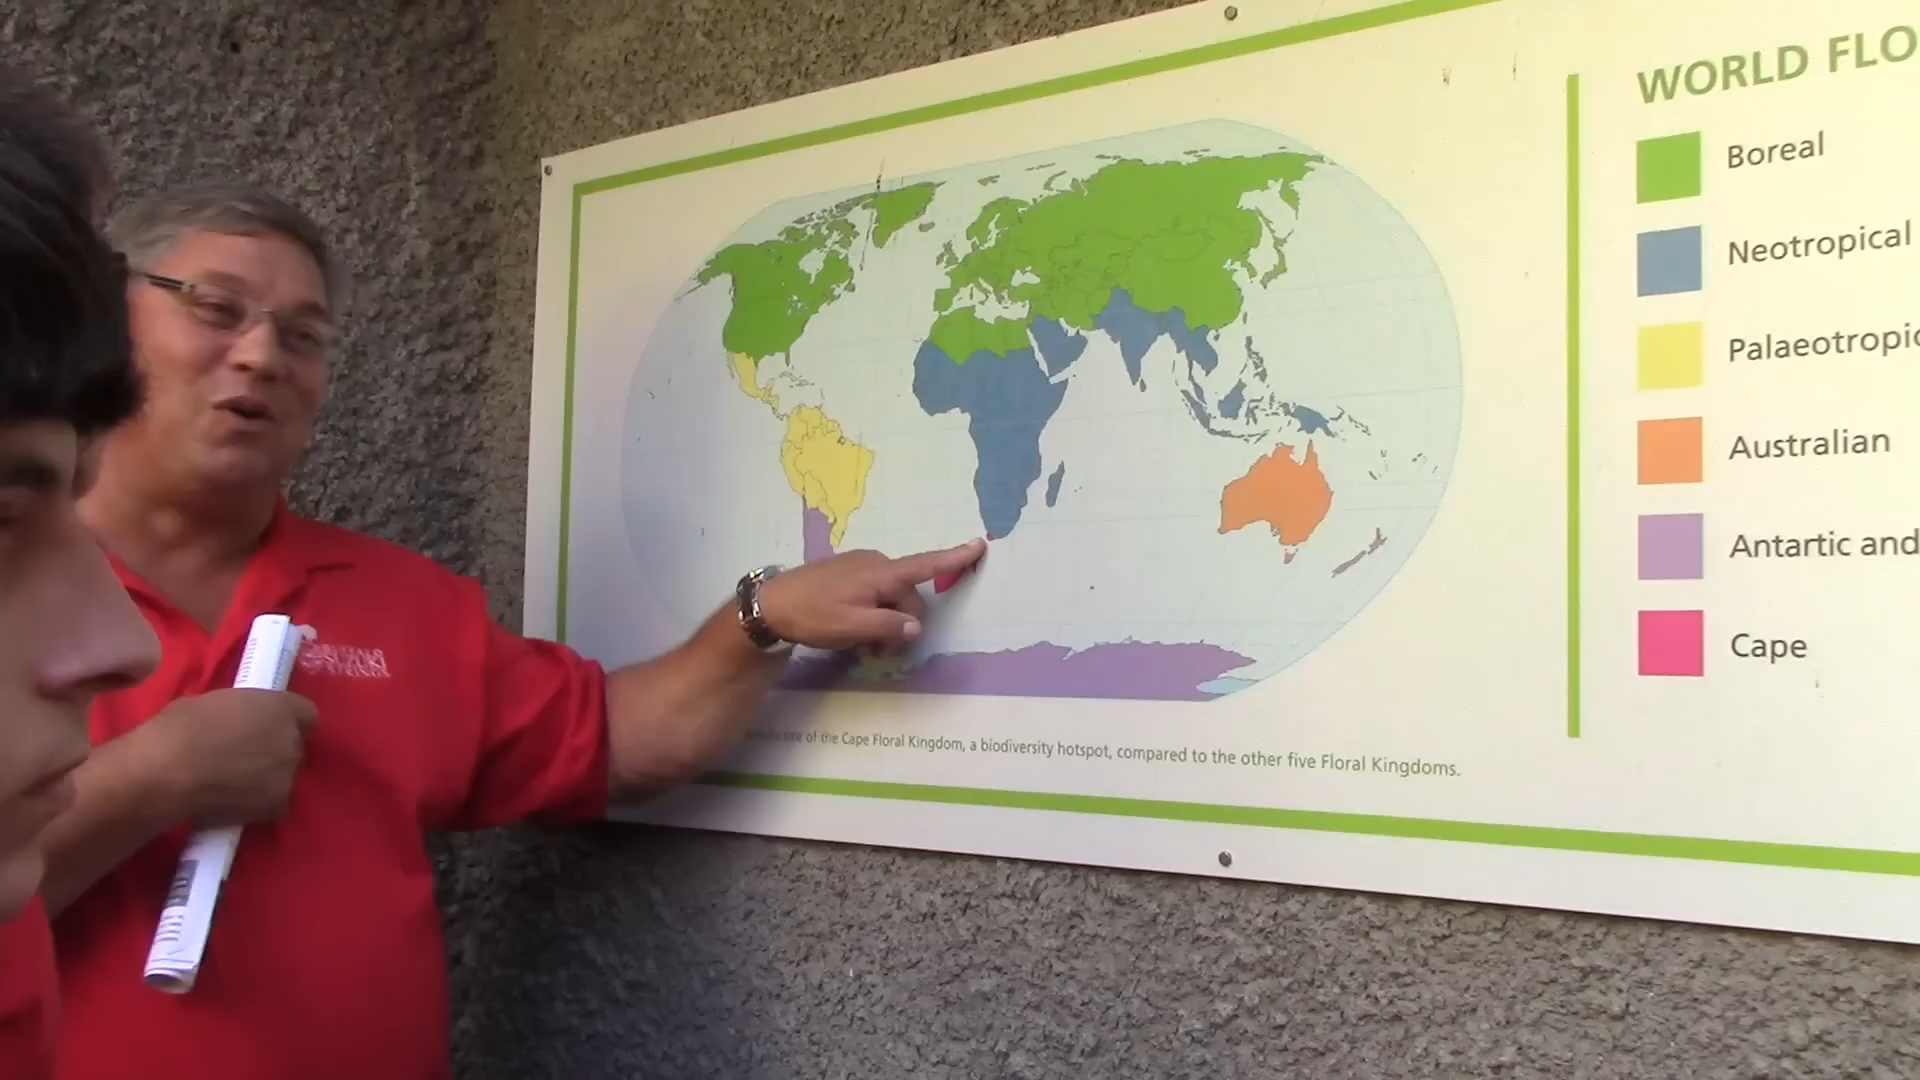 WORLD FLO
Boreal
Neotropical
Palaeotropic
Australian
Antartic and
Cape
of the Cape Floral Kingdom, a biodiversity hotspot, compared to the other five Floral Kingdoms.
STRINGS